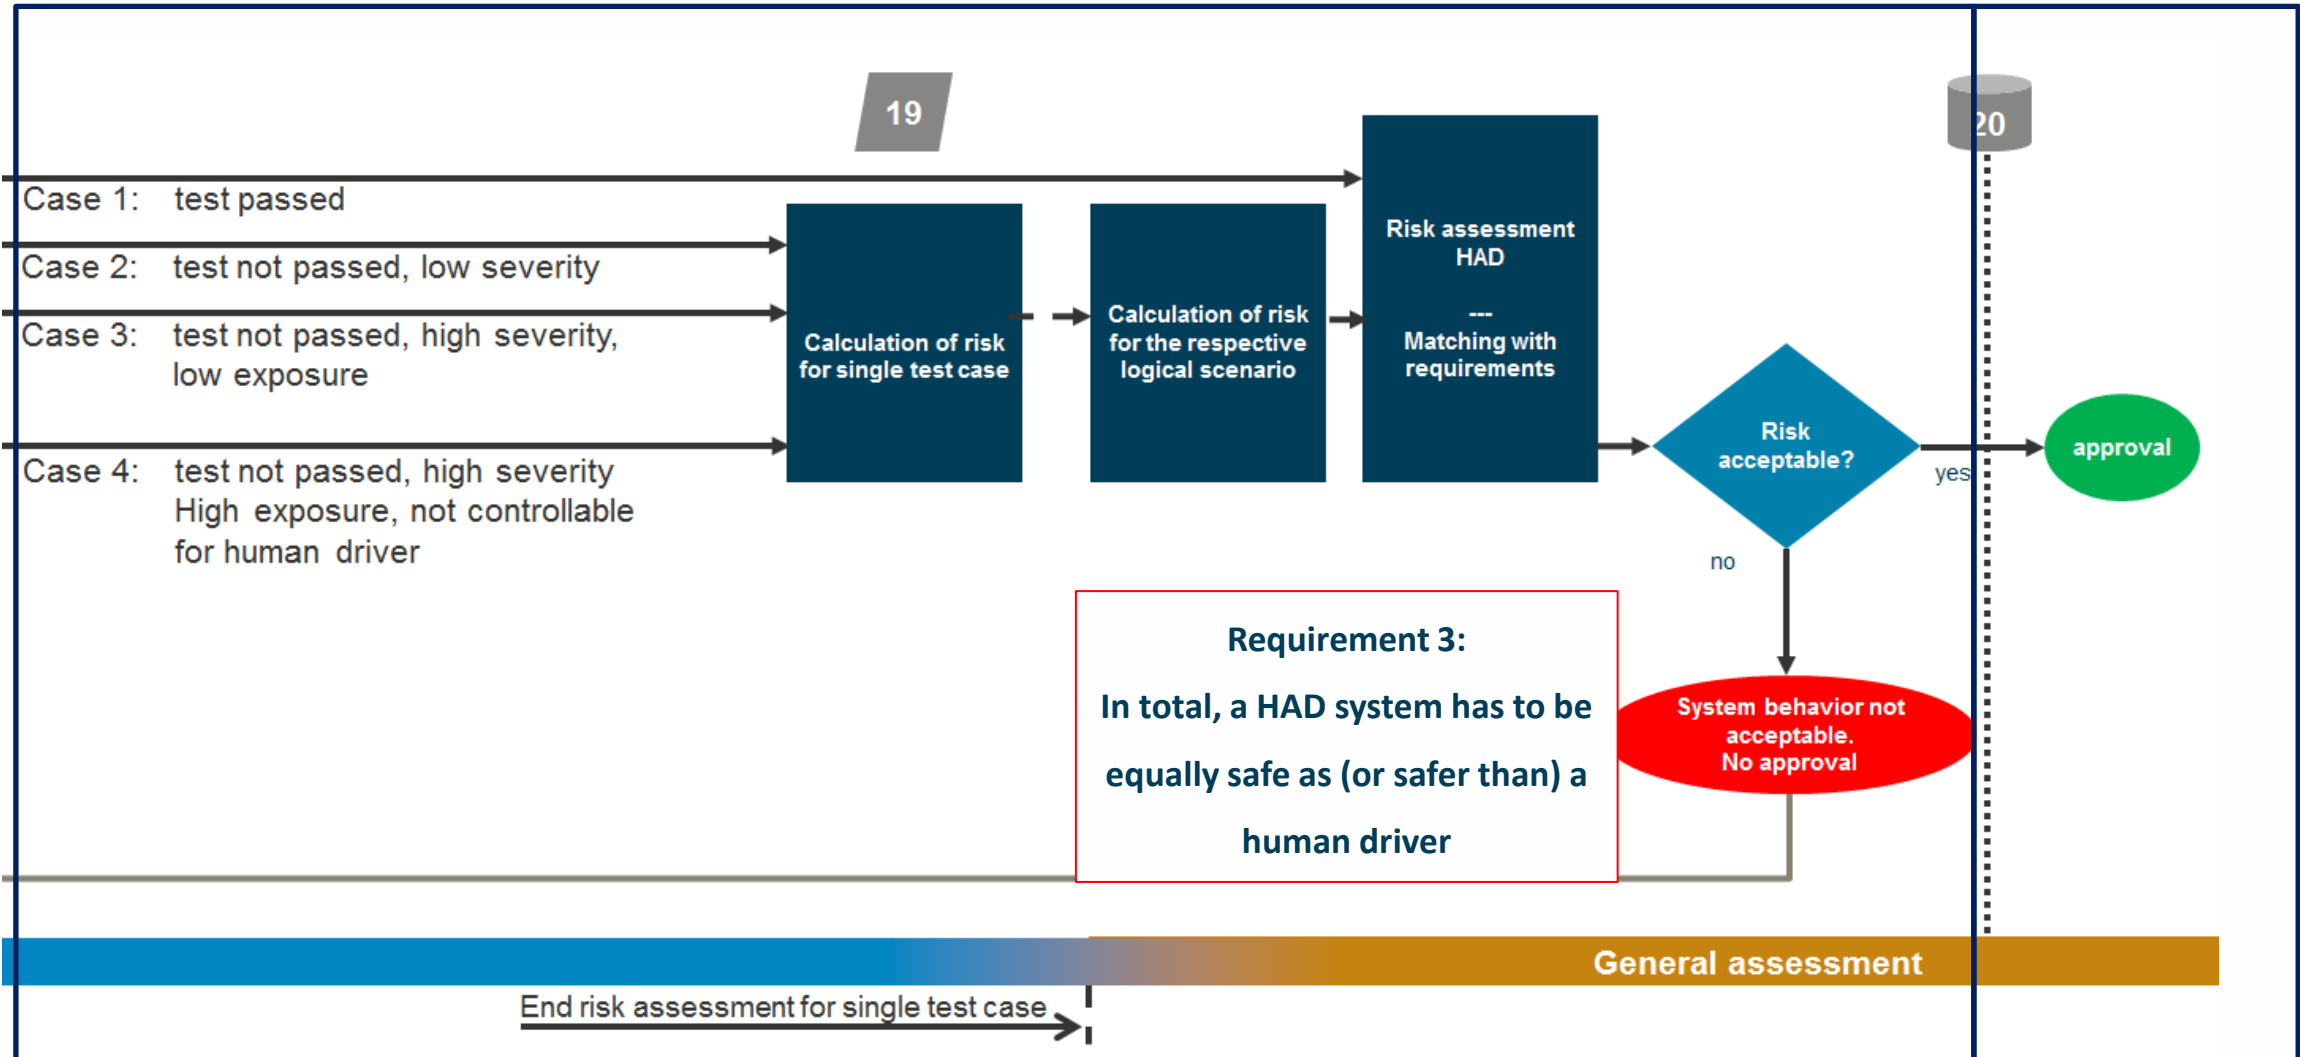 19
20
Case 1: test passed
Case 2: test not passed, low severity
Case 3: test not passed, high severity,
low exposure
Case 4: test not passed, high severity
High exposure, not controllable
for human driver
Calculation of risk
for single test case
Calculation of risk
for the respective
logical scenario
Risk assessment
HAD
---
Matching with
requirements
Risk
acceptable?
yes
approval
no
System behavior not
acceptable.
No approval
Requirement 3:
In total, a HAD system has to be
equally safe as (or safer than) a
human driver
General assessment
End risk assessment for single test case